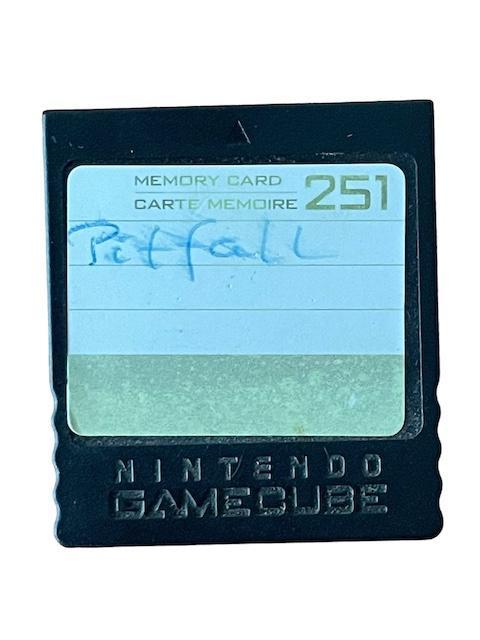 MEMORY CARD
CARTE MEMOIRE 251
Pitfall
NINTENDO
GAMECUBE